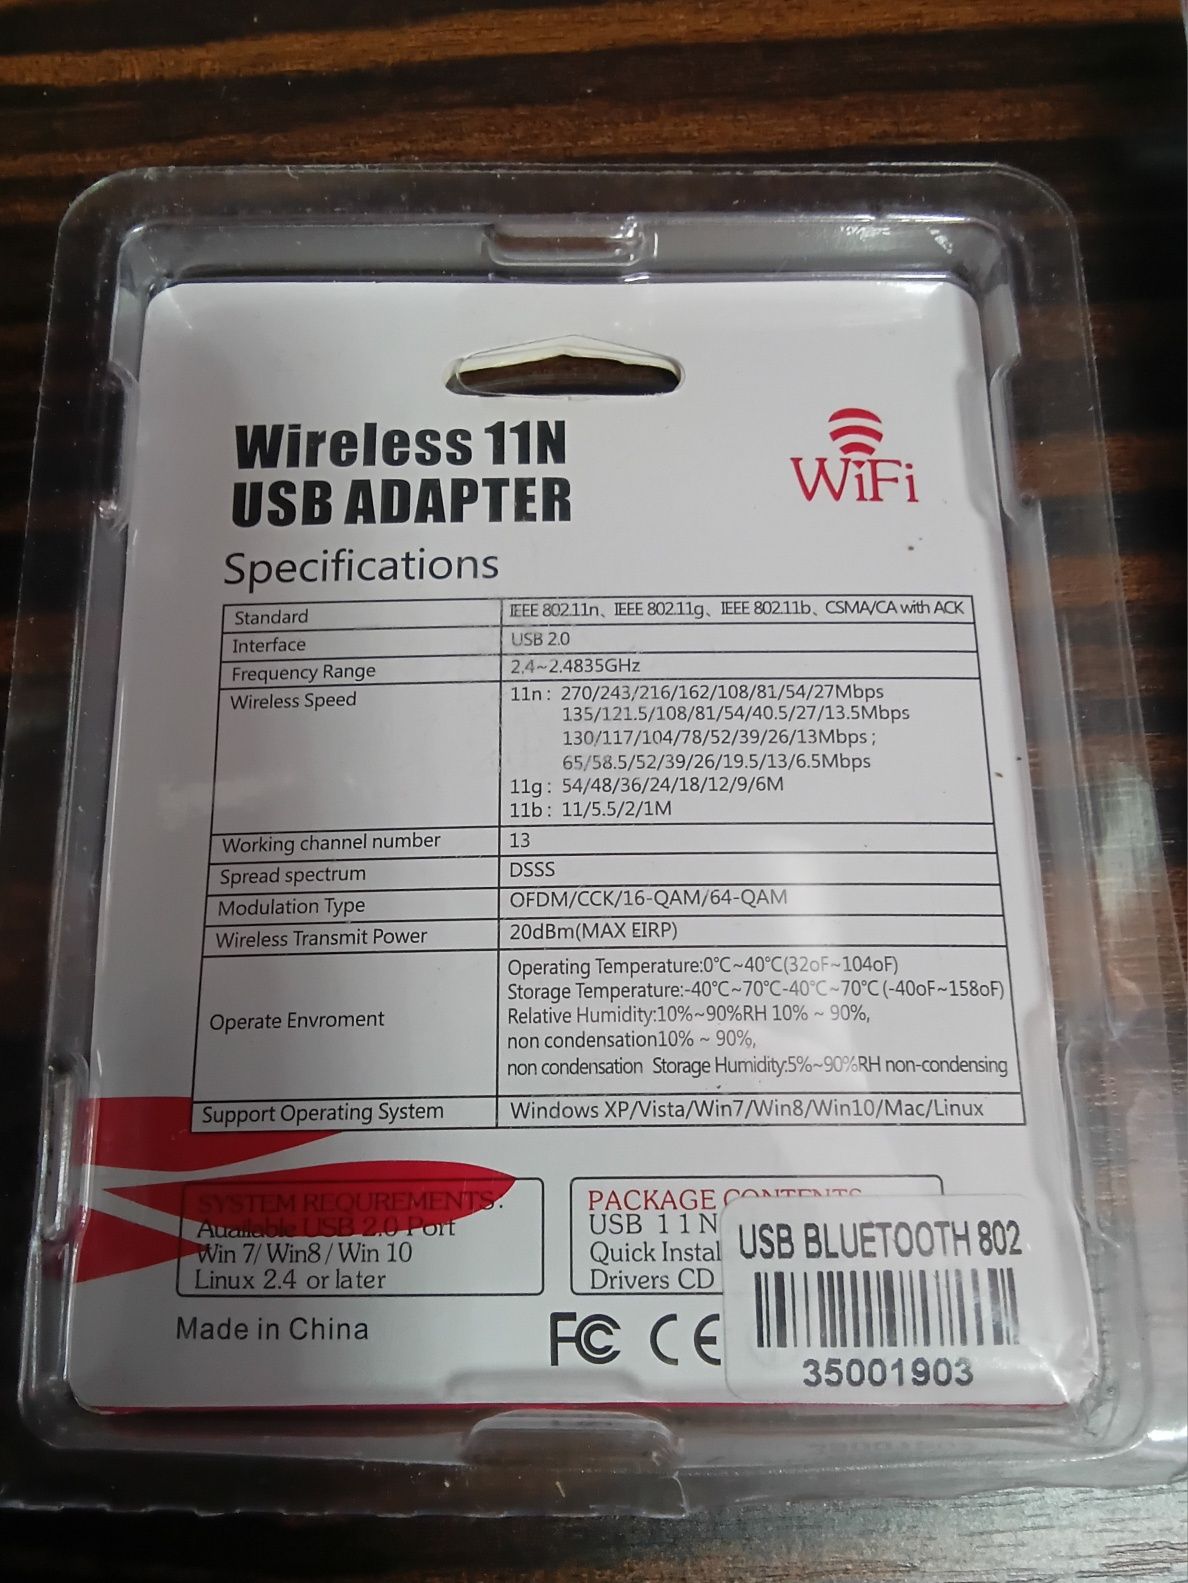 Wireless 11N
USB ADAPTER
WiFi
Specifications
Standard IEEE 802.11n、IEEE 802.11g、IEEE 802.11b、CSMA/CA with ACK
Interface USB 2.0
Frequency Range 2.4~2.4835GHz
Wireless Speed 11n : 270/243/216/162/108/81/54/27Mbps
135/121.5/108/81/54/40.5/27/13.5Mbps
130/117/104/78/52/39/26/13Mbps ;
65/58.5/52/39/26/19.5/13/6.5Mbps
11g : 54/48/36/24/18/12/9/6M
11b : 11/5.5/2/1M
Working channel number 13
Spread spectrum DSSS
Modulation Type OFDM/CCK/16-QAM/64-QAM
Wireless Transmit Power 20dBm(MAX EIRP)
Operate Envroment
Operating Temperature:0℃~40℃(32oF~104oF)
Storage Temperature:-40℃~70℃-40℃~70℃(-40oF~158oF)
Relative Humidity:10%~90%RH 10% ~ 90%,
non condensation10% ~ 90%,
non condensation Storage Humidity:5%~90%RH non-condensing
Support Operating System Windows XP/Vista/Win7/Win8/Win10/Mac/Linux
SYSTEM REQUREMENTS:
Auailable USB 2.0 Port
Win 7/ Win8 / Win 10
Linux 2.4 or later
PACKAGE CONTENTS
USB 11N
Quick Instal
Drivers CD
Made in China
FC CE
USB BLUETOOTH 802
35001903